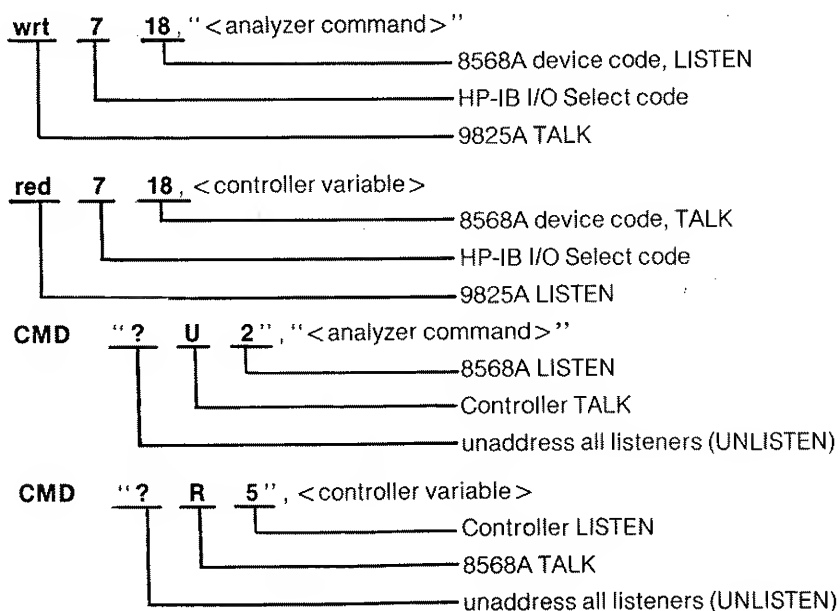 wrt 7 18, "<analyzer command>"
8568A device code, LISTEN
HP-IB I/O Select code
9825A TALK
red 7 18, <controller variable>
8568A device code, TALK
HP-IB I/O Select code
9825A LISTEN
CMD "? U 2", "<analyzer command>"
8568A LISTEN
Controller TALK
unaddress all listeners (UNLISTEN)
CMD "? R 5", <controller variable>
Controller LISTEN
8568A TALK
unaddress all listeners (UNLISTEN)